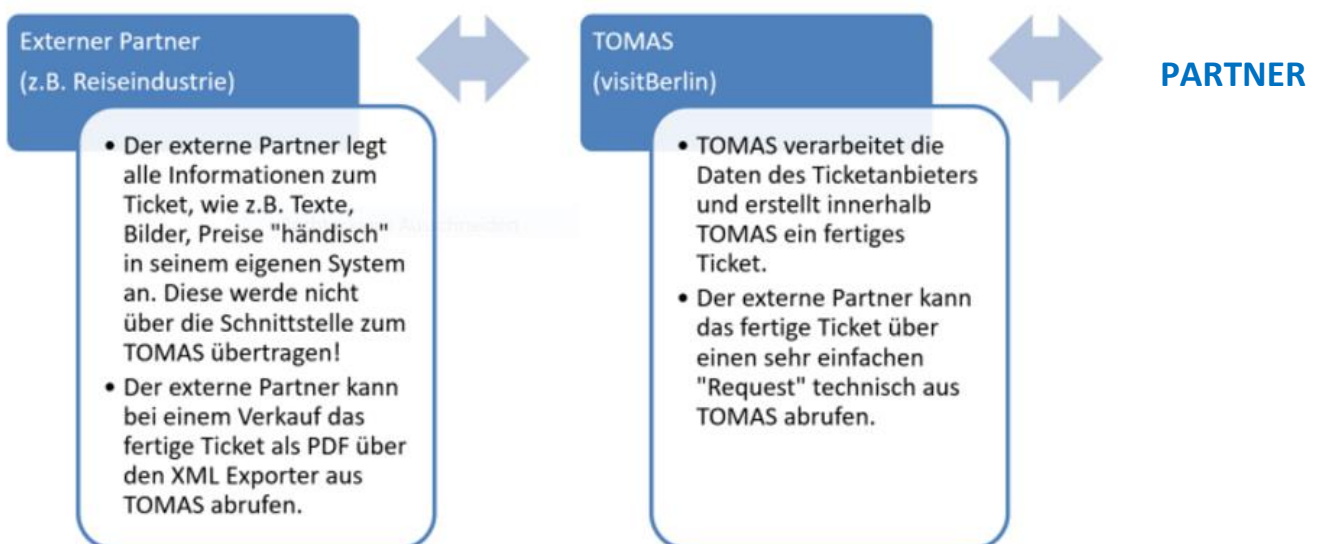 Externer Partner
(z.B. Reiseindustrie)
• Der externe Partner legt
alle Informationen zum
Ticket, wie z.B. Texte,
Bilder, Preise "händisch"
in seinem eigenen System
an. Diese werde nicht
über die Schnittstelle zum
TOMAS übertragen!
• Der externe Partner kann
bei einem Verkauf das
fertige Ticket als PDF über
den XML Exporter aus
TOMAS abrufen.
TOMAS
(visitBerlin)
• TOMAS verarbeitet die
Daten des Ticketanbieters
und erstellt innerhalb
TOMAS ein fertiges
Ticket.
• Der externe Partner kann
das fertige Ticket über
einen sehr einfachen
"Request" technisch aus
TOMAS abrufen.
PARTNER